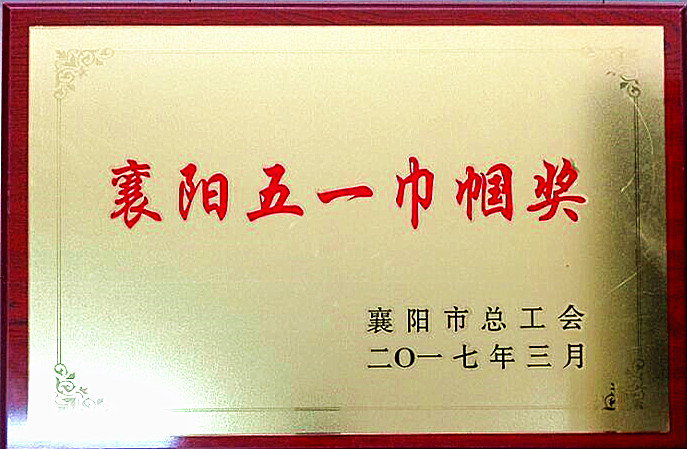 襄阳五一巾帼奖
襄阳市总工会
二〇一七年三月